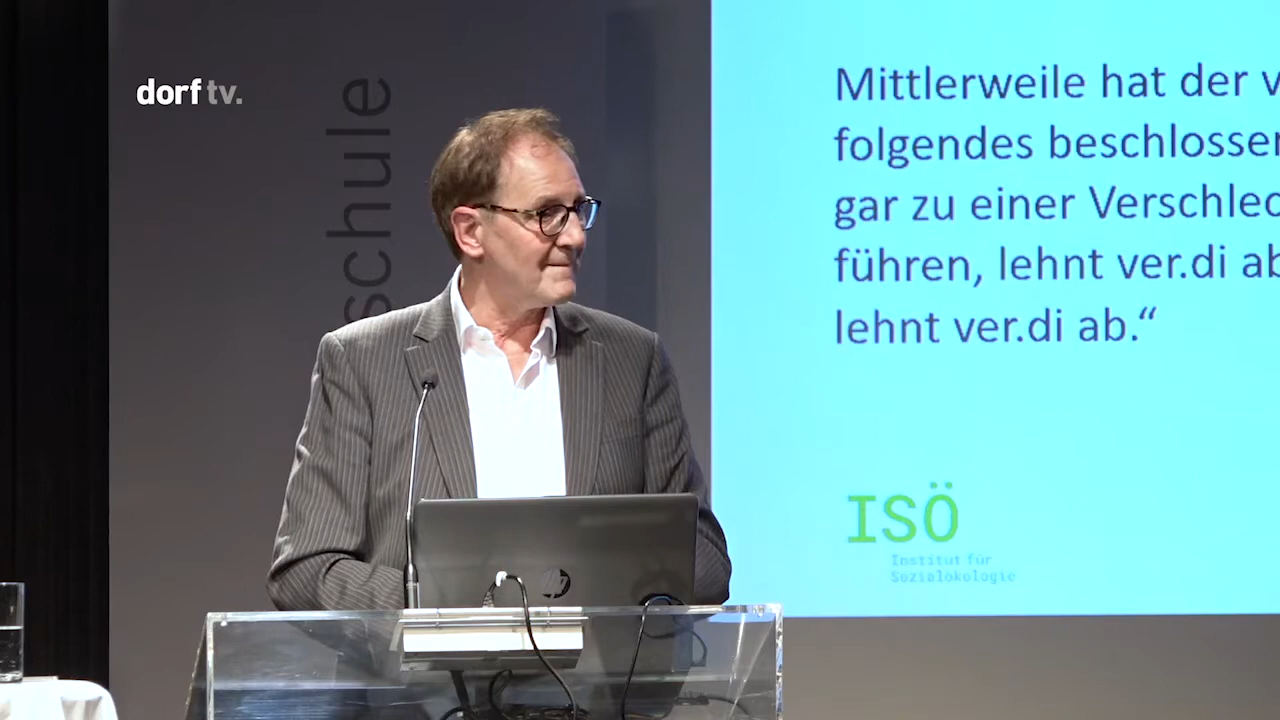 dorf tv.
schule
Mittlerweile hat der
folgendes beschlossen
gar zu einer
führen, lehnt ver.di ab
lehnt ver.di ab.“
ISÖ
Institut für
Sozialökologie
hp